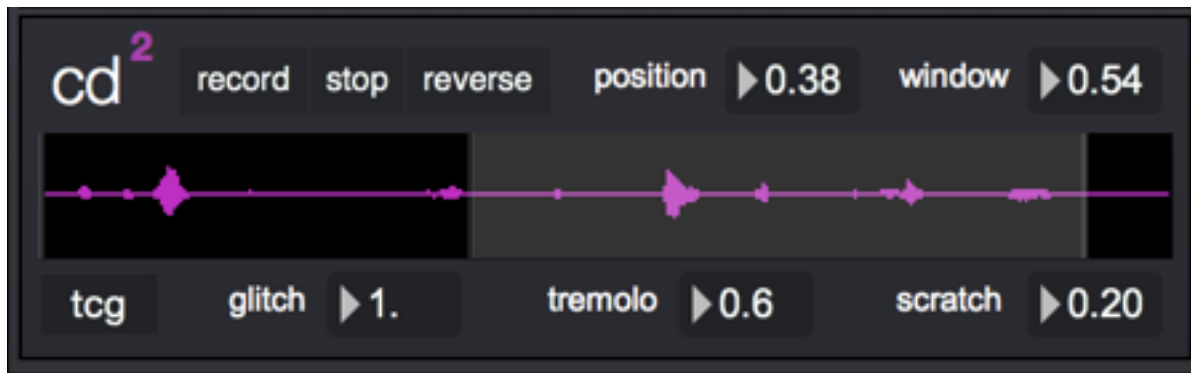 cd² record stop reverse position 0.38 window 0.54
tcg glitch 1. tremolo 0.6 scratch 0.20